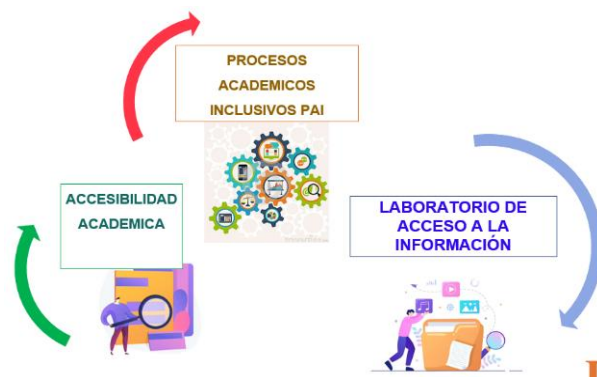 PROCESOS
ACADEMICOS
INCLUSIVOS PAI
ACCESIBILIDAD
ACADEMICA
LABORATORIO DE
ACCESO A LA
INFORMACIÓN